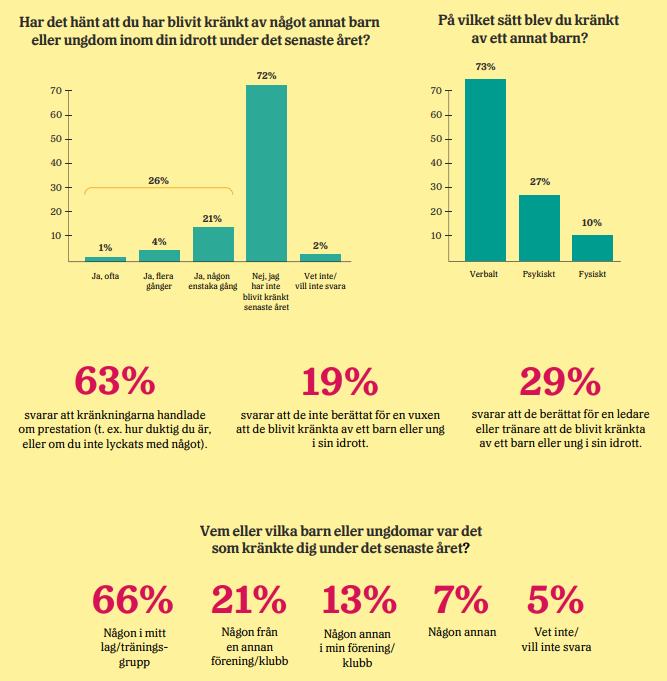 Har det hänt att du har blivit kränkt av något annat barn
eller ungdom inom din idrott under det senaste året?
72%
70
60
50
40
30
20
10
26%
1%
4%
21%
2%
Ja, ofta
Ja, flera
gånger
Ja, någon
enstaka gång
Nej, jag
har inte
blivit kränkt
senaste året
Vet inte/
vill inte svara
På vilket sätt blev du kränkt
av ett annat barn?
73%
70
60
50
40
30
20
10
27%
10%
Verbalt
Psykiskt
Fysiskt
63%
svarar att kränkningarna handlade
om prestation (t. ex. hur duktig du är,
eller om du inte lyckats med något).
19%
svarar att de inte berättat för en vuxen
att de blivit kränkta av ett barn eller ung
i sin idrott.
29%
svarar att de berättat för en ledare
eller tränare att de blivit kränkta
av ett barn eller ung i sin idrott.
Vem eller vilka barn eller ungdomar var det
som kränkte dig under det senaste året?
66%
Någon i mitt
lag/tränings-
grupp
21%
Någon från
en annan
förening/klubb
13%
Någon annan
i min förening/
klubb
7%
Någon annan
5%
Vet inte/
vill inte svara